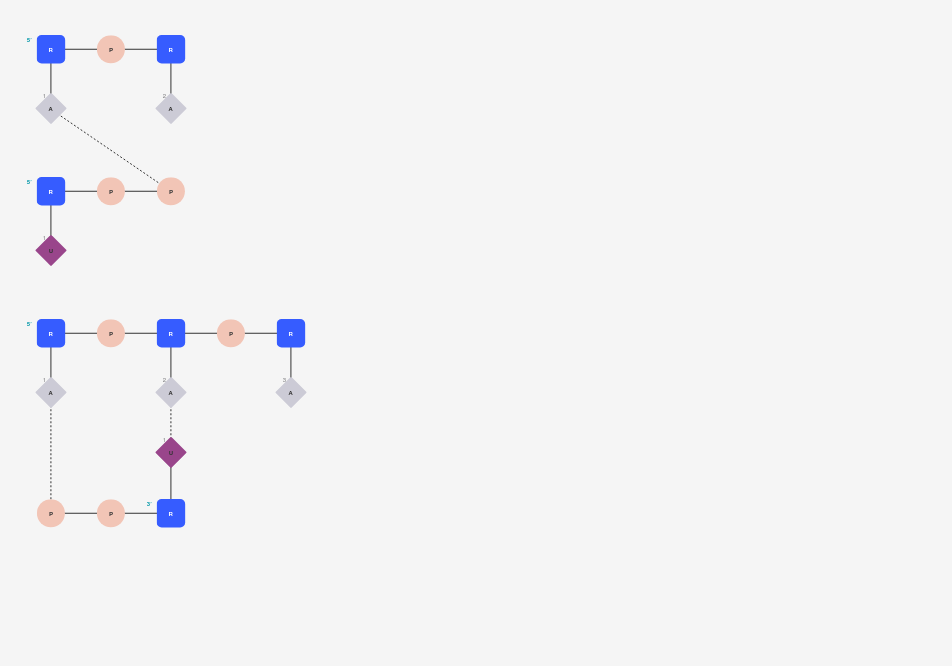 5' R P R
1 A 2 A
5' R P P
1 U
5' R P R P R
1 A 2 A 3 A
1 U
P P 3' R